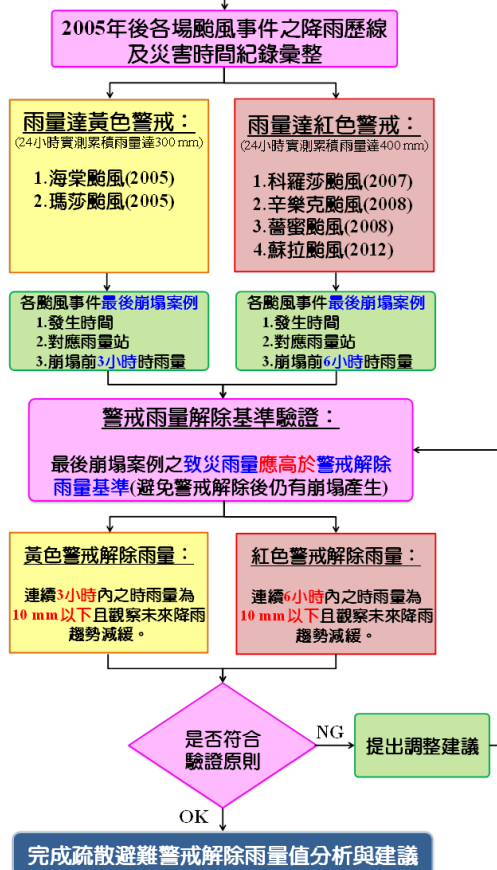 2005年後各場颱風事件之降雨歷線
及災害時間紀錄彙整
雨量達黃色警戒：
(24小時實測累積雨量達300 mm)
1.海棠颱風(2005)
2.瑪莎颱風(2005)
雨量達紅色警戒：
(24小時實測累積雨量達400 mm)
1.科羅莎颱風(2007)
2.辛樂克颱風(2008)
3.薔蜜颱風(2008)
4.蘇拉颱風(2012)
各颱風事件最後崩塌案例
1.發生時間
2.對應雨量站
3.崩塌前3小時時雨量
各颱風事件最後崩塌案例
1.發生時間
2.對應雨量站
3.崩塌前6小時時雨量
警戒雨量解除基準驗證：
最後崩塌案例之致災雨量應高於警戒解除
雨量基準(避免警戒解除後仍有崩塌產生)
黃色警戒解除雨量：
連續3小時內之時雨量為
10 mm以下且觀察未來降雨
趨勢減緩。
紅色警戒解除雨量：
連續6小時內之時雨量為
10 mm以下且觀察未來降雨
趨勢減緩。
是否符合
驗證原則
NG
提出調整建議
OK
完成疏散避難警戒解除雨量值分析與建議